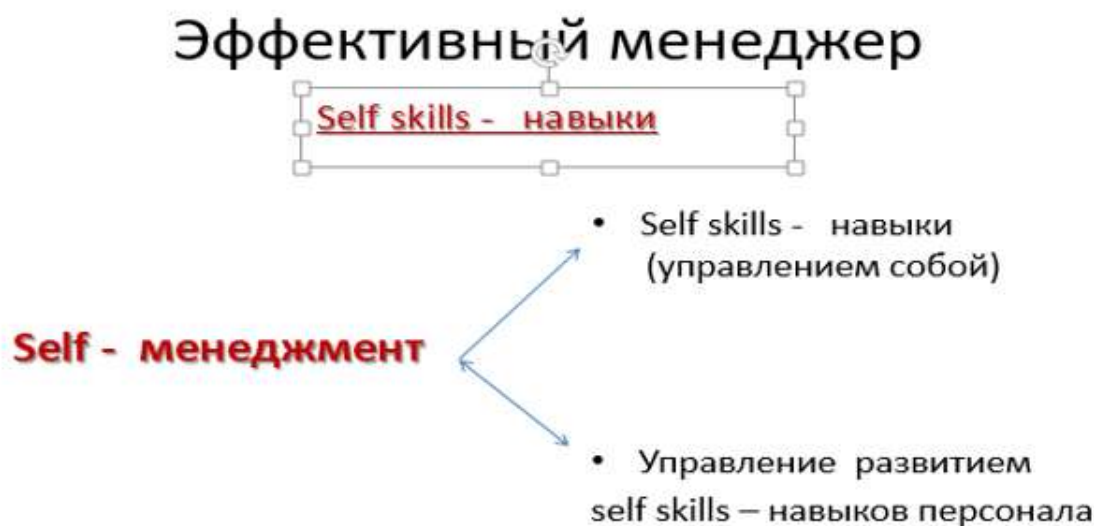 Эффективный менеджер
Self skills - навыки
• Self skills - навыки
(управлением собой)
Self - менеджмент
• Управление развитием
self skills – навыков персонала